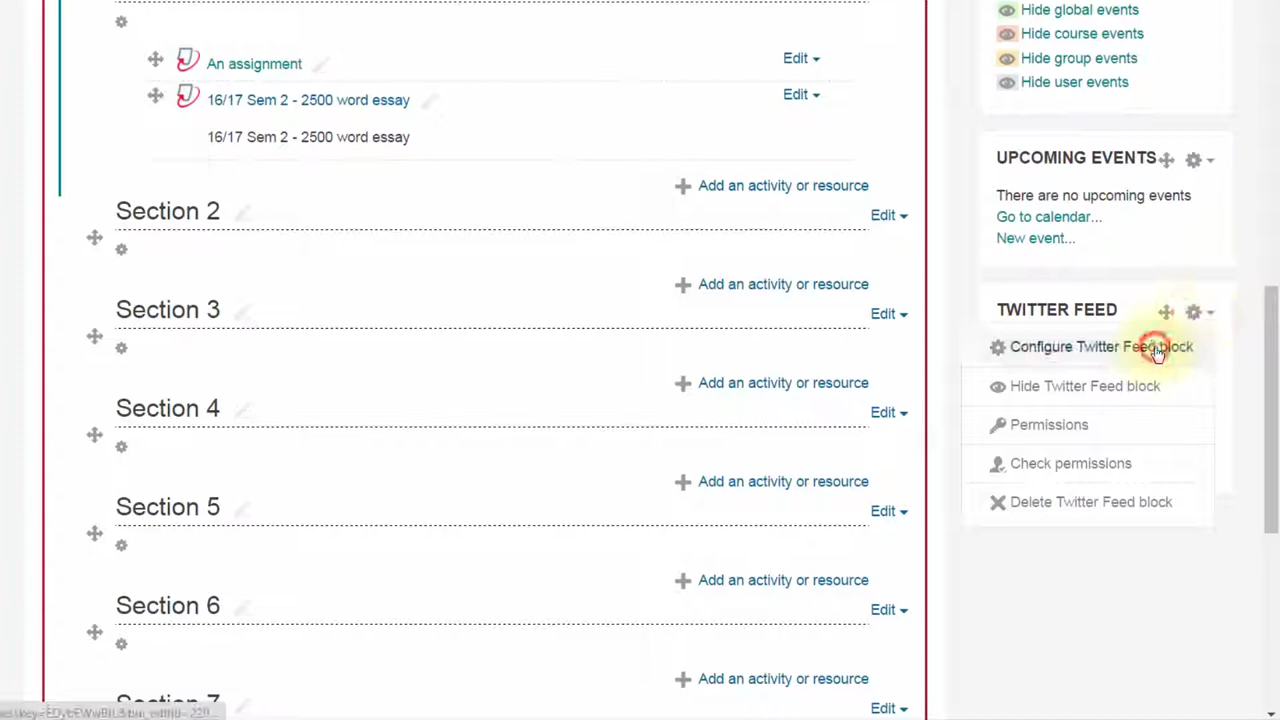 An assignment
Edit
16/17 Sem 2 - 2500 word essay
Edit
16/17 Sem 2 - 2500 word essay
Add an activity or resource
Section 2
Edit
Add an activity or resource
Section 3
Edit
Add an activity or resource
Section 4
Edit
Add an activity or resource
Section 5
Edit
Add an activity or resource
Section 6
Edit
Add an activity or resource
Section 7
Edit
Hide global events
Hide course events
Hide group events
Hide user events
UPCOMING EVENTS
There are no upcoming events
Go to calendar...
New event...
TWITTER FEED
Configure Twitter Feed block
Hide Twitter Feed block
Permissions
Check permissions
Delete Twitter Feed block